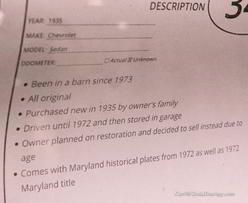 DESCRIPTION
34
YEAR: 1935
MAKE: Chevrolet
MODEL: Sedan
ODOMETER: ☐ Actual ☒ Unknown
• Been in a barn since 1973
• All original
• Purchased new in 1935 by owner's family
• Driven until 1972 and then stored in garage
• Owner planned on restoration and decided to sell instead due to
age
• Comes with Maryland historical plates from 1972 as well as 1972
Maryland title